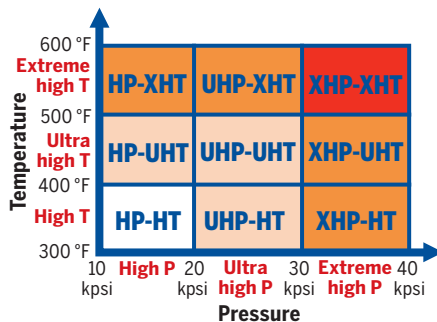 600 °F
Extreme
high T
HP-XHT UHP-XHT XHP-XHT
500 °F
Ultra
high T
HP-UHT UHP-UHT XHP-UHT
400 °F
High T
HP-HT UHP-HT XHP-HT
300 °F
Temperature
10 High P 20 Ultra 30 Extreme 40
kpsi kpsi high P kpsi high P kpsi
Pressure